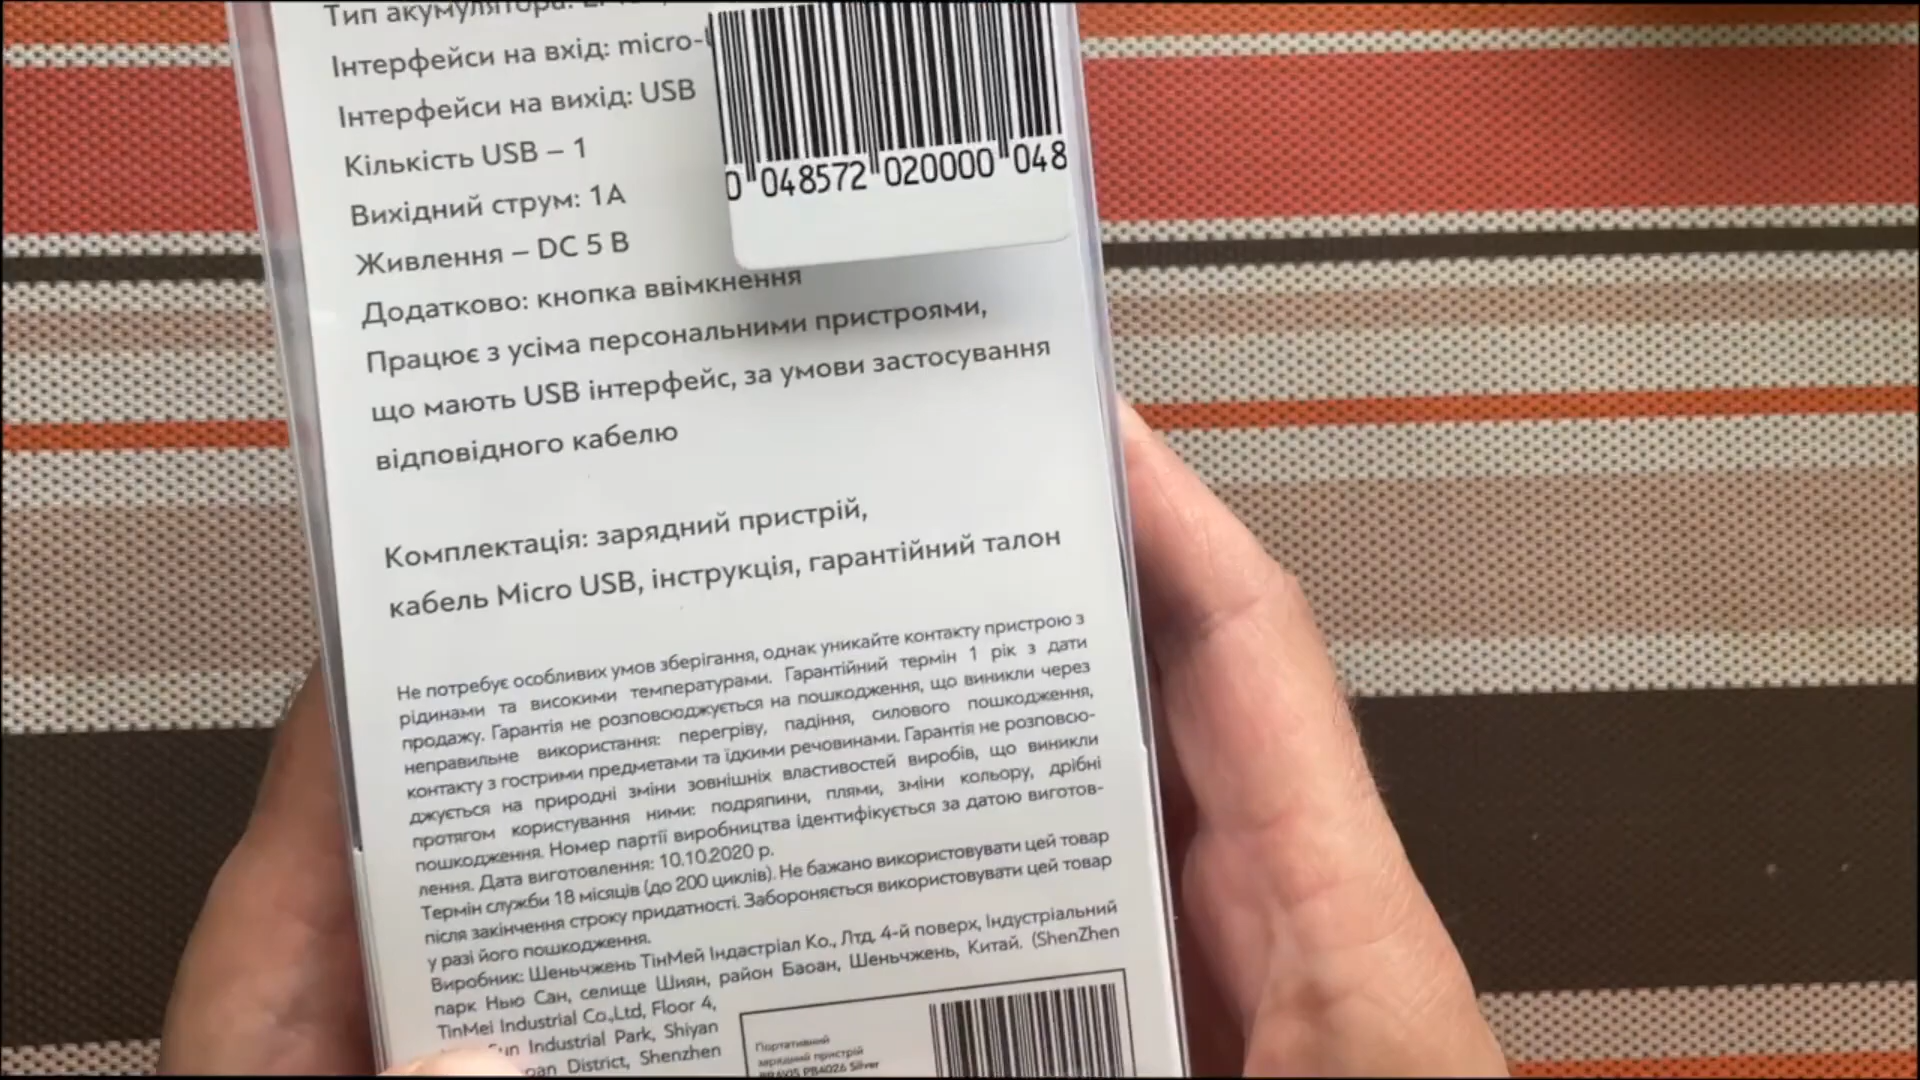 Тип акумулятора:
Інтерфейси на вхід: micro-
Інтерфейси на вихід: USB
Кількість USB – 1
Вихідний струм: 1А
Живлення – DC 5 В
Додатково: кнопка ввімкнення
Працює з усіма персональними пристроями,
що мають USB інтерфейс, за умови застосування
відповідного кабелю
0 048572 020000 048
Комплектація: зарядний пристрій,
кабель Micro USB, інструкція, гарантійний талон
Не потребує особливих умов зберігання, однак уникайте контакту пристрою з
рідинами та високими температурами. Гарантійний термін 1 рік з дати
продажу. Гарантія не розповсюджується на пошкодження, що виникли через
неправильне використання: перегріву, падіння, силового пошкодження,
контакту з гострими предметами та їдкими речовинами. Гарантія не розповсю-
джується на природні зміни зовнішніх властивостей виробів, що виникли
протягом користування ними: подряпини, плями, зміни кольору, дрібні
пошкодження. Номер партії виробництва ідентифікується за датою виготов-
лення. Дата виготовлення: 10.10.2020 р.
Термін служби 18 місяців (до 200 циклів). Не бажано використовувати цей товар
після закінчення строку придатності. Забороняється використовувати цей товар
у разі його пошкодження.
Виробник: Шеньчжень ТінМей Індастріал Ко., Лтд, 4-й поверх, Індустріальний
парк Нью Сан, селище Шиян, район Баоан, Шеньчжень, Китай. (ShenZhen
TinMei Industrial Co.,Ltd, Floor 4,
Industrial Park, Shiyan
District, Shenzhen
Портативний
зарядний пристрій
PB4026 Silver